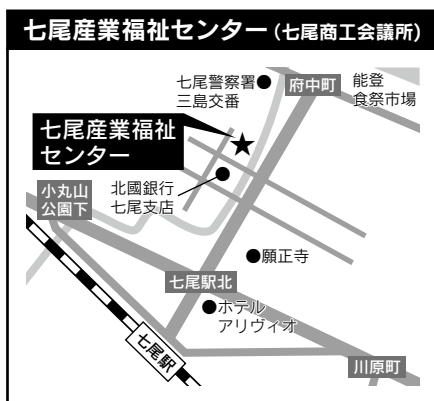 七尾産業福祉センター(七尾商工会議所)
七尾警察署
三島交番
府中町
能登
食祭市場
七尾産業福祉
センター
北國銀行
七尾支店
小丸山
公園下
願正寺
七尾駅北
ホテル
アリヴィオ
七尾駅
川原町